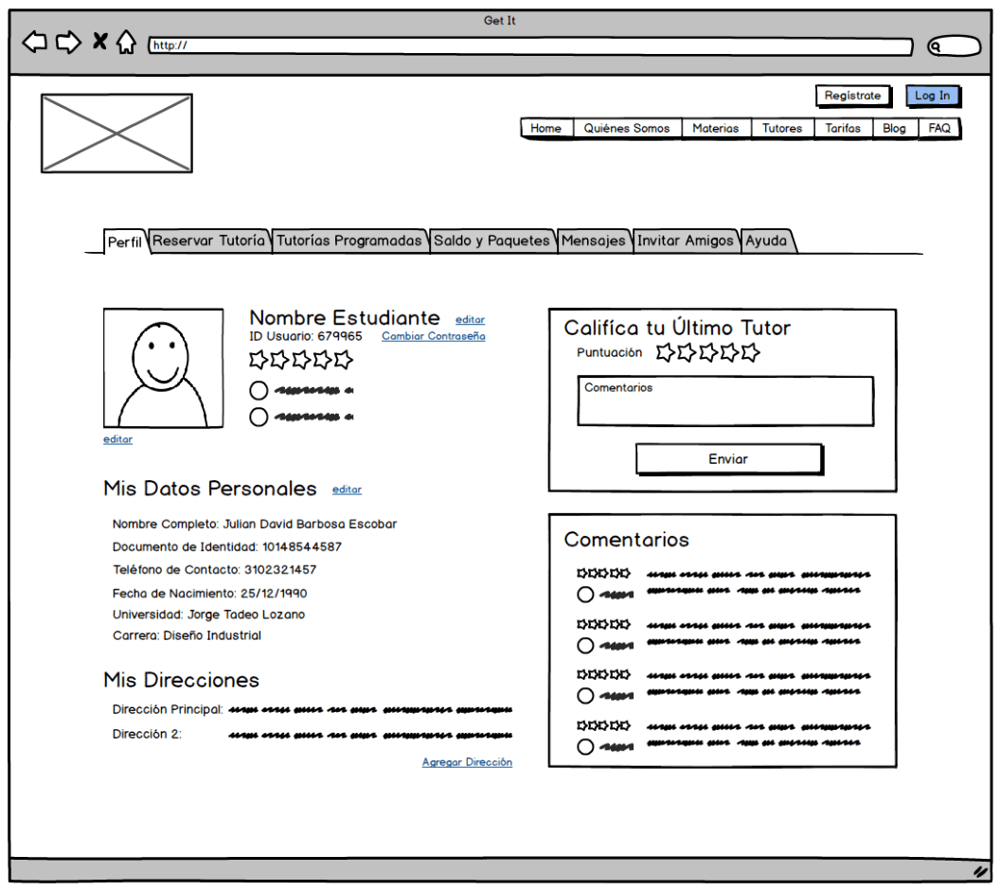 Get It
http://
Regístrate Log In
Home Quiénes Somos Materias Tutores Tarifas Blog FAQ
Perfil Reservar Tutoría Tutorías Programadas Saldo y Paquetes Mensajes Invitar Amigos Ayuda
Nombre Estudiante editar
ID Usuario: 679965 Cambiar Contraseña
editar
Califíca tu Último Tutor
Puntuación
Comentarios
Enviar
Mis Datos Personales editar
Nombre Completo: Julian David Barbosa Escobar
Documento de Identidad: 10148544587
Teléfono de Contacto: 3102321457
Fecha de Nacimiento: 25/12/1990
Universidad: Jorge Tadeo Lozano
Carrera: Diseño Industrial
Mis Direcciones
Dirección Principal:
Dirección 2:
Agregar Dirección
Comentarios